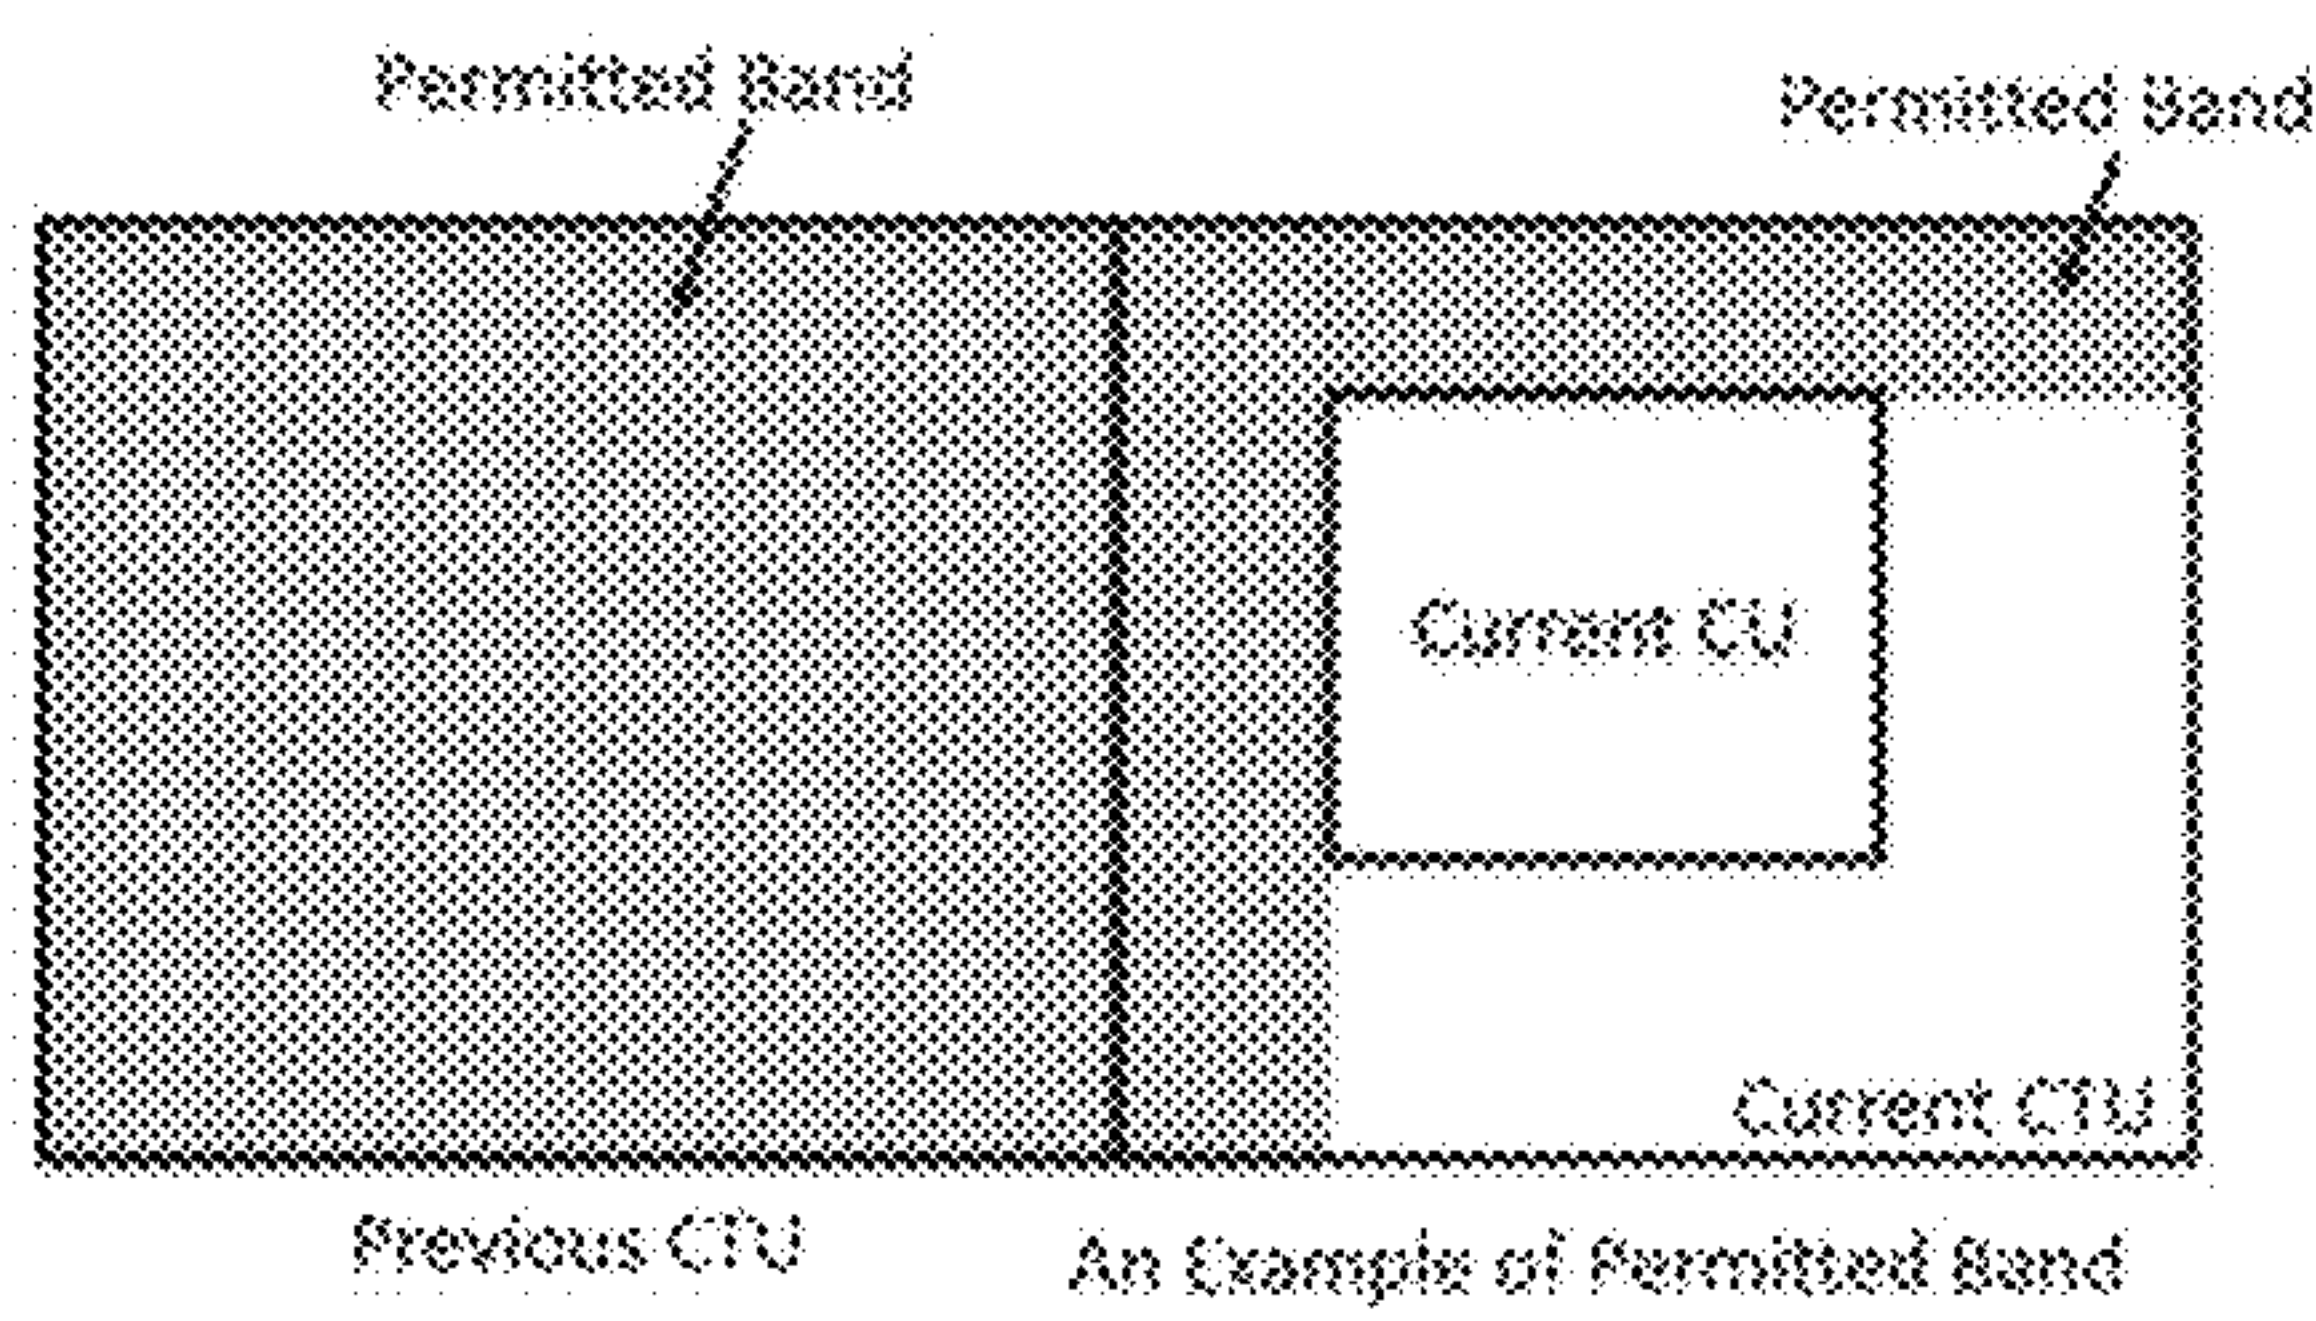 Permitted Band
Permitted Band
Current CU
Current CTU
Previous CTU
An Example of Permitted Band